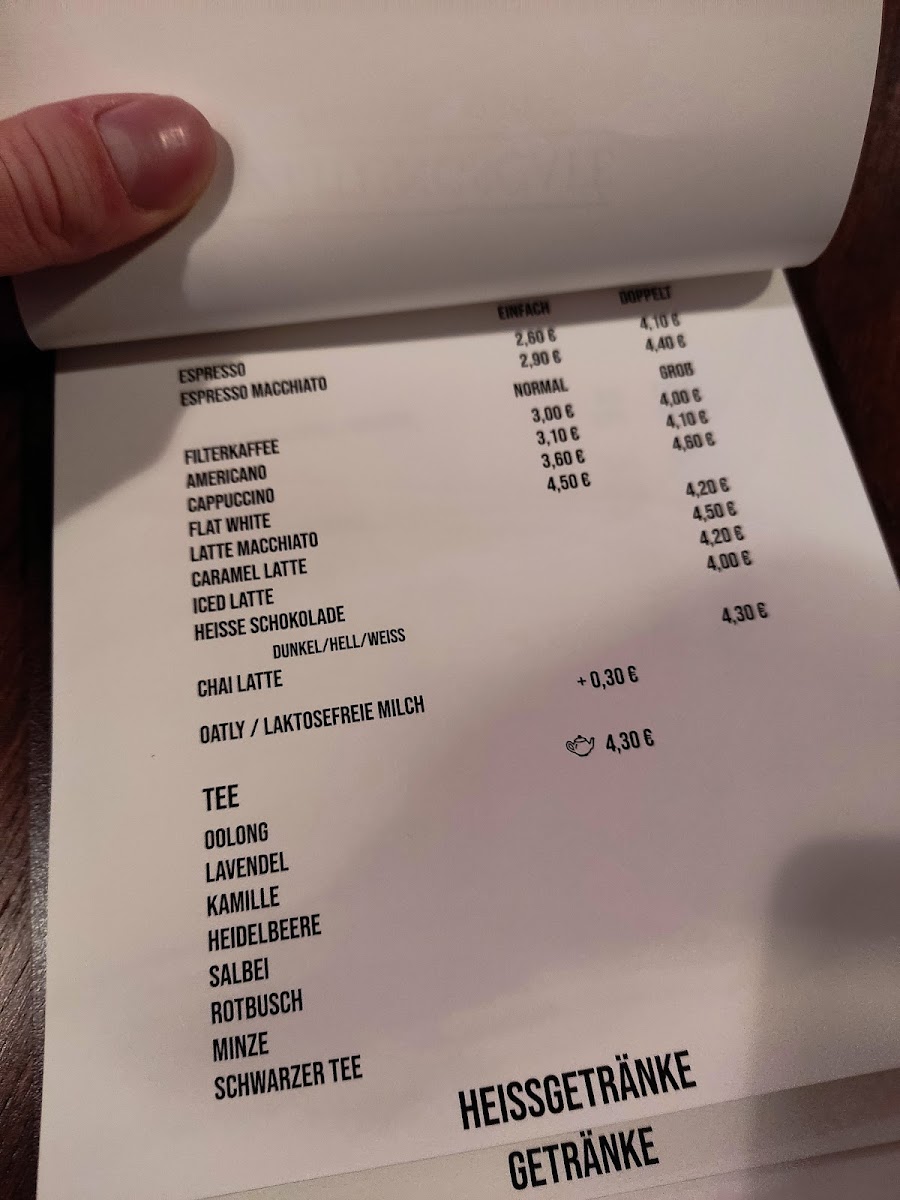 EINFACH DOPPELT
ESPRESSO 2,60 € 4,10 €
ESPRESSO MACCHIATO 2,90 € 4,40 €
NORMAL GROß
FILTERKAFFEE 3,00 € 4,00 €
AMERICANO 3,10 € 4,10 €
CAPPUCCINO 3,60 € 4,60 €
FLAT WHITE 4,50 €
LATTE MACCHIATO 4,20 €
CARAMEL LATTE 4,50 €
ICED LATTE 4,20 €
HEISSE SCHOKOLADE 4,00 €
DUNKEL/HELL/WEISS
CHAI LATTE 4,30 €
OATLY / LAKTOSEFREIE MILCH + 0,30 €
TEE 4,30 €
OOLONG
LAVENDEL
KAMILLE
HEIDELBEERE
SALBEI
ROTBUSCH
MINZE
SCHWARZER TEE
HEISSGETRÄNKE
GETRÄNKE